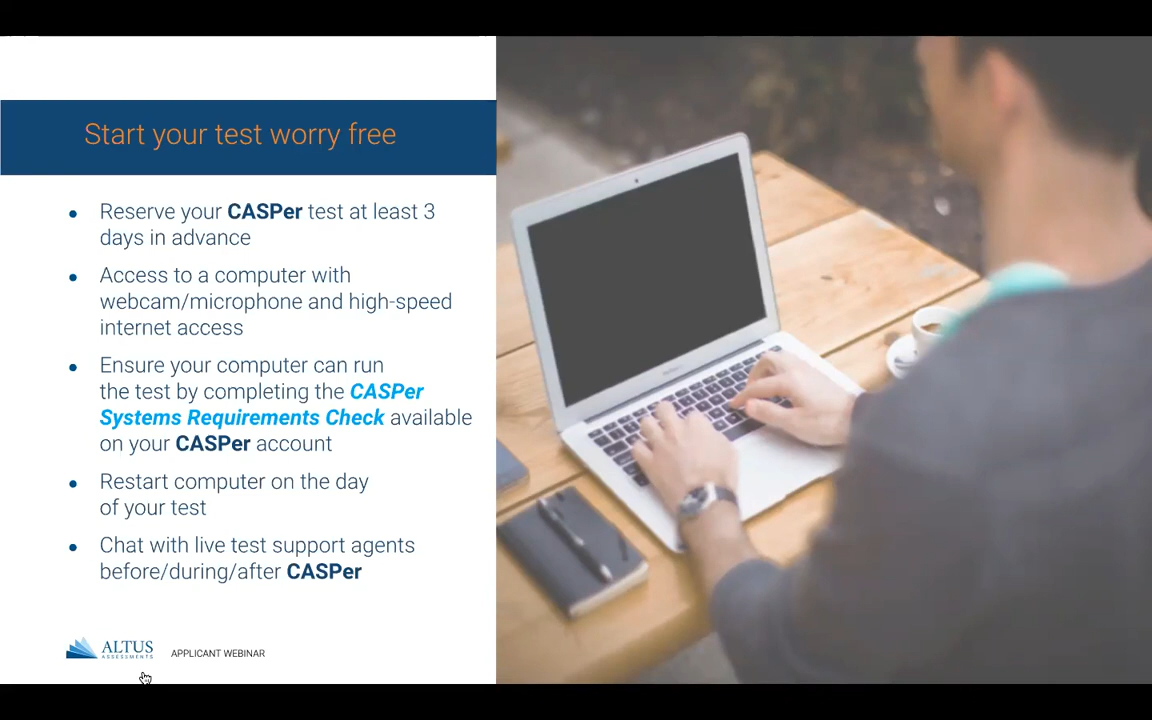 Start your test worry free
• Reserve your CASPer test at least 3
days in advance
• Access to a computer with
webcam/microphone and high-speed
internet access
• Ensure your computer can run
the test by completing the CASPer
Systems Requirements Check available
on your CASPer account
• Restart computer on the day
of your test
• Chat with live test support agents
before/during/after CASPer
ALTUS
ASSESSMENTS
APPLICANT WEBINAR